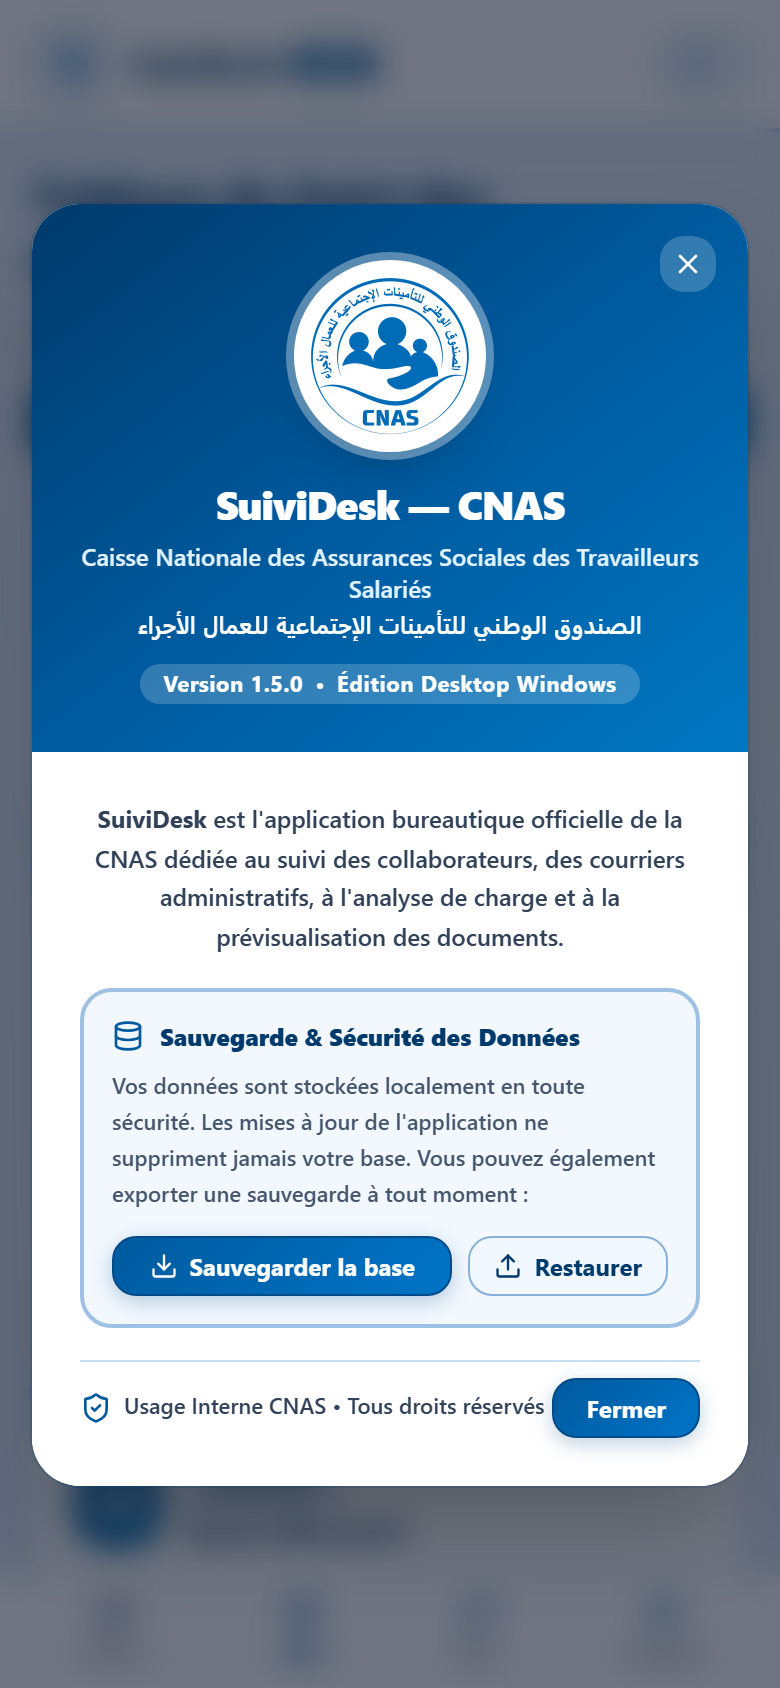 الصندوق الوطني للتأمينات الإجتماعية للعمال الأجراء
CNAS
SuiviDesk — CNAS
Caisse Nationale des Assurances Sociales des Travailleurs
Salariés
الصندوق الوطني للتأمينات الإجتماعية للعمال الأجراء
Version 1.5.0 • Édition Desktop Windows
SuiviDesk est l'application bureautique officielle de la
CNAS dédiée au suivi des collaborateurs, des courriers
administratifs, à l'analyse de charge et à la
prévisualisation des documents.
Sauvegarde & Sécurité des Données
Vos données sont stockées localement en toute
sécurité. Les mises à jour de l'application ne
suppriment jamais votre base. Vous pouvez également
exporter une sauvegarde à tout moment :
Sauvegarder la base
Restaurer
Usage Interne CNAS • Tous droits réservés
Fermer